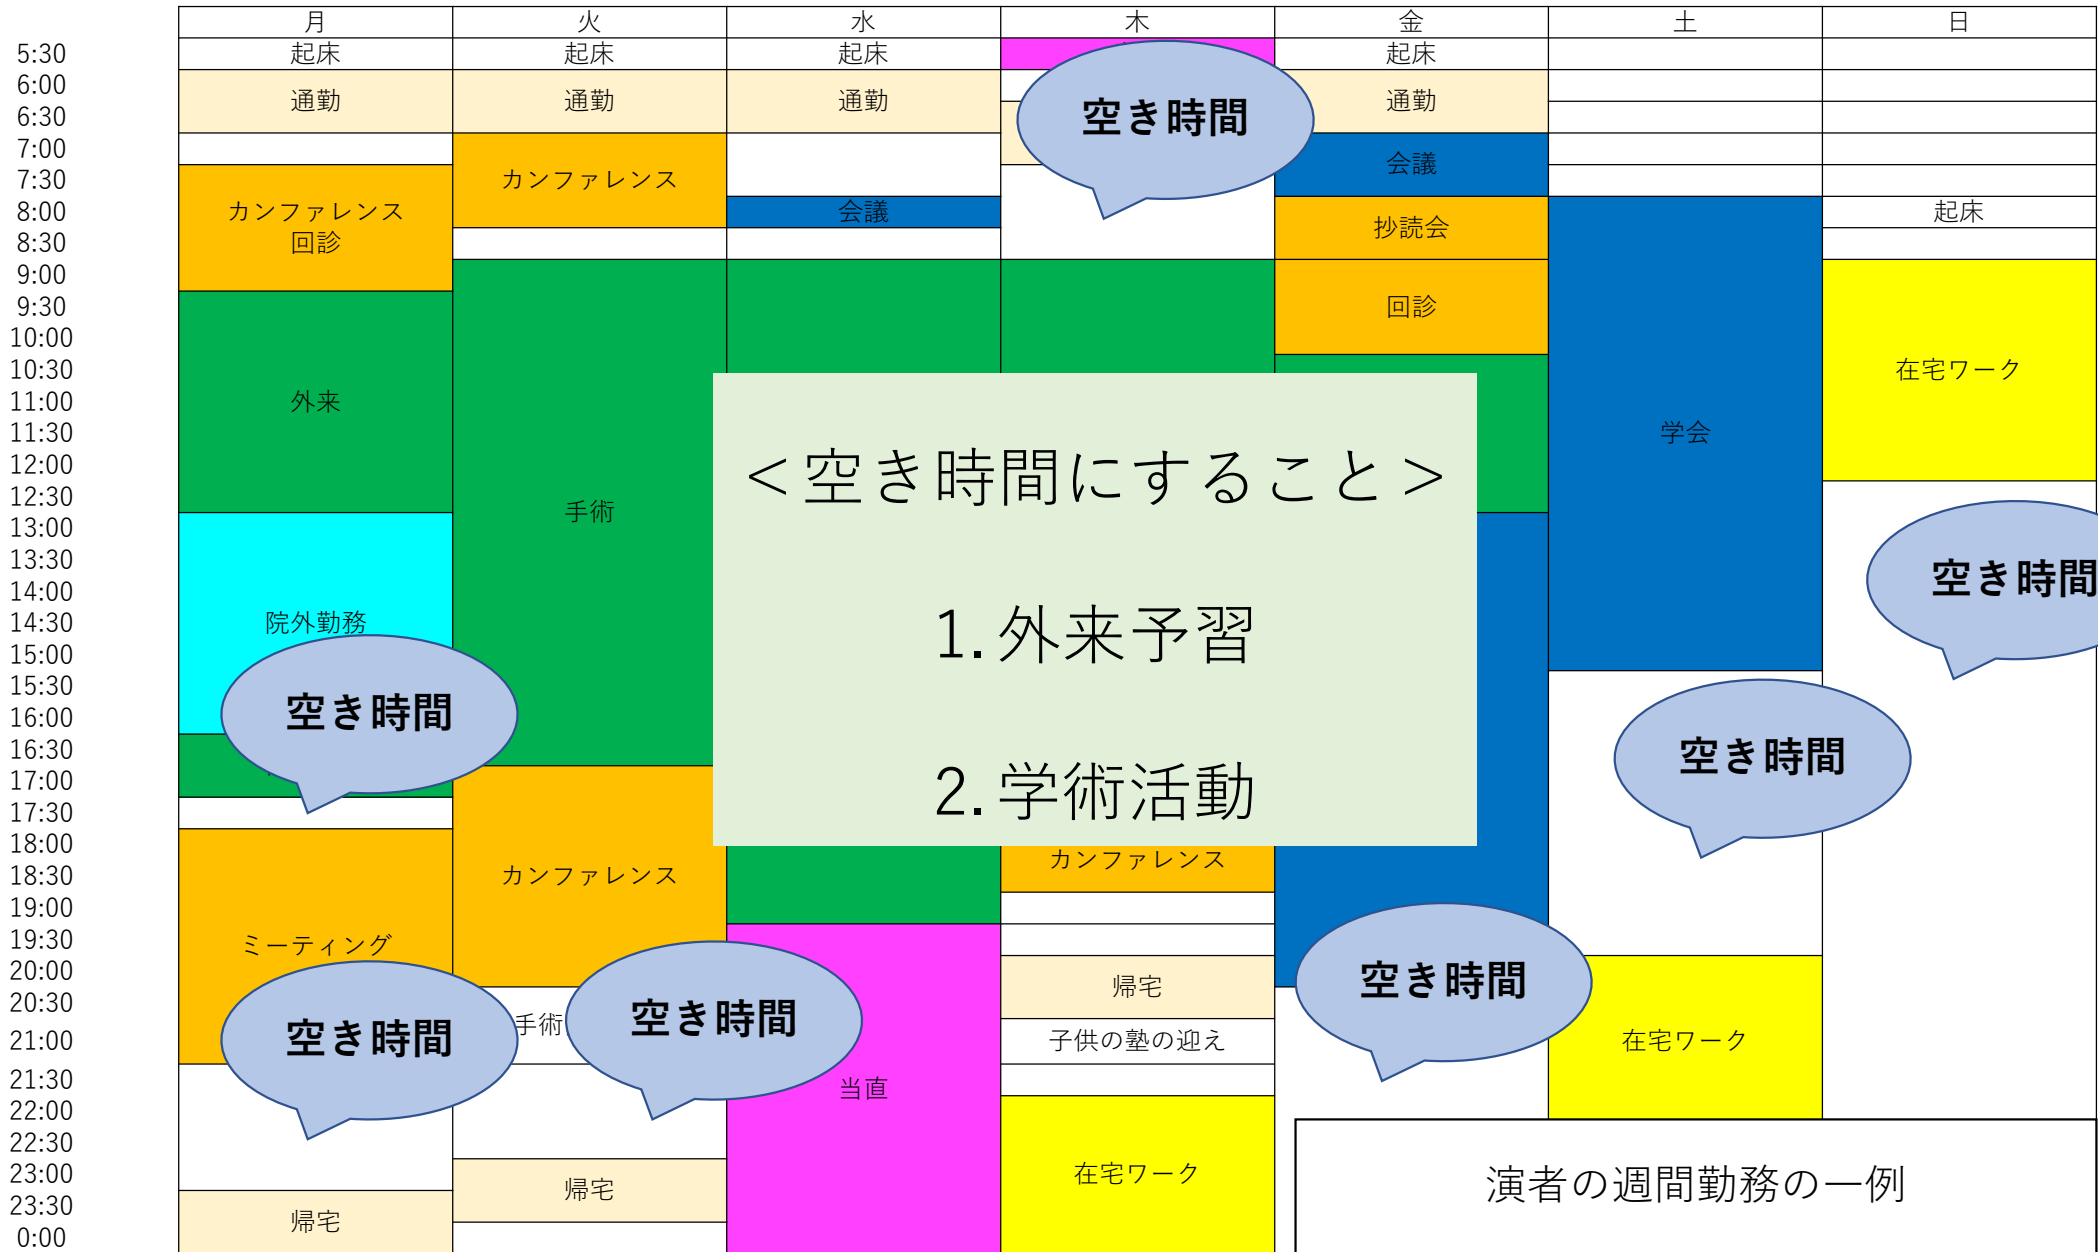 月 火 水 木 金 土 日
5:30 起床 起床 起床 起床
6:00
通勤 通勤 通勤 通勤
6:30
空き時間
7:00
会議
7:30
カンファレンス
8:00
カンファレンス
会議
起床
8:30
回診
抄読会
9:00
9:30
回診
10:00
10:30
在宅ワーク
11:00
外来
11:30
学会
12:00
<空き時間にすること>
12:30
手術
13:00
13:30
空き時間
14:00
14:30
院外勤務
1.外来予習
15:00
15:30
16:00
空き時間
16:30
空き時間
17:00
2.学術活動
17:30
18:00
カンファレンス
18:30
カンファレンス
19:00
19:30
ミーティング
20:00
空き時間
帰宅
20:30
手術
空き時間
21:00
空き時間
子供の塾の迎え
在宅ワーク
21:30
当直
22:00
22:30
23:00
在宅ワーク
演者の週間勤務の一例
23:30
帰宅
帰宅
0:00